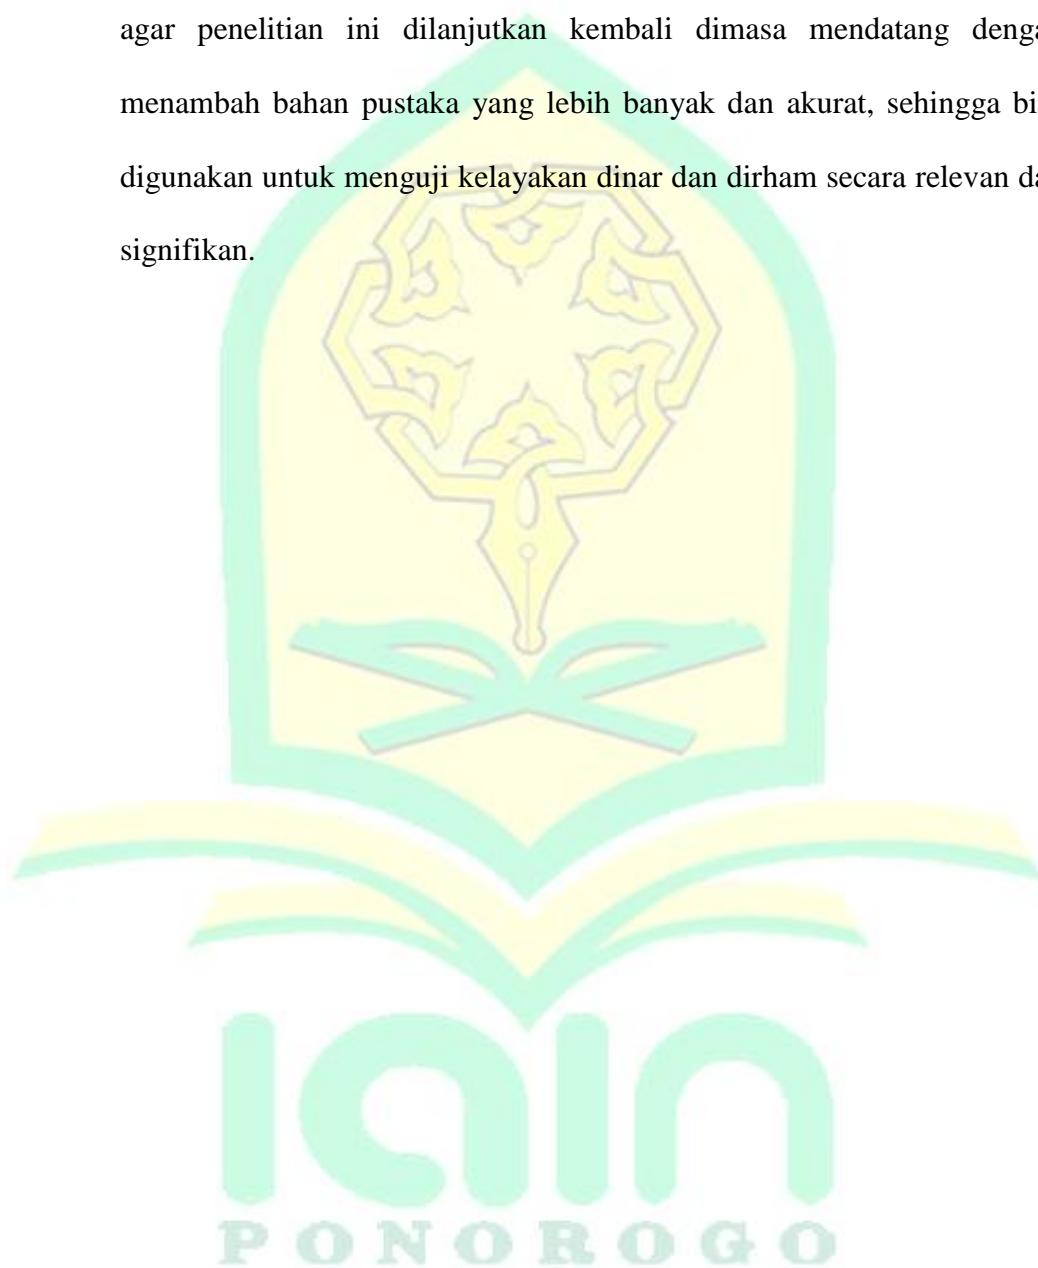 agar penelitian ini dilanjutkan kembali dimasa mendatang denga
menambah bahan pustaka yang lebih banyak dan akurat, sehingga bi
digunakan untuk menguji kelayakan dinar dan dirham secara relevan da
signifikan.
IAIN
PONOROGO